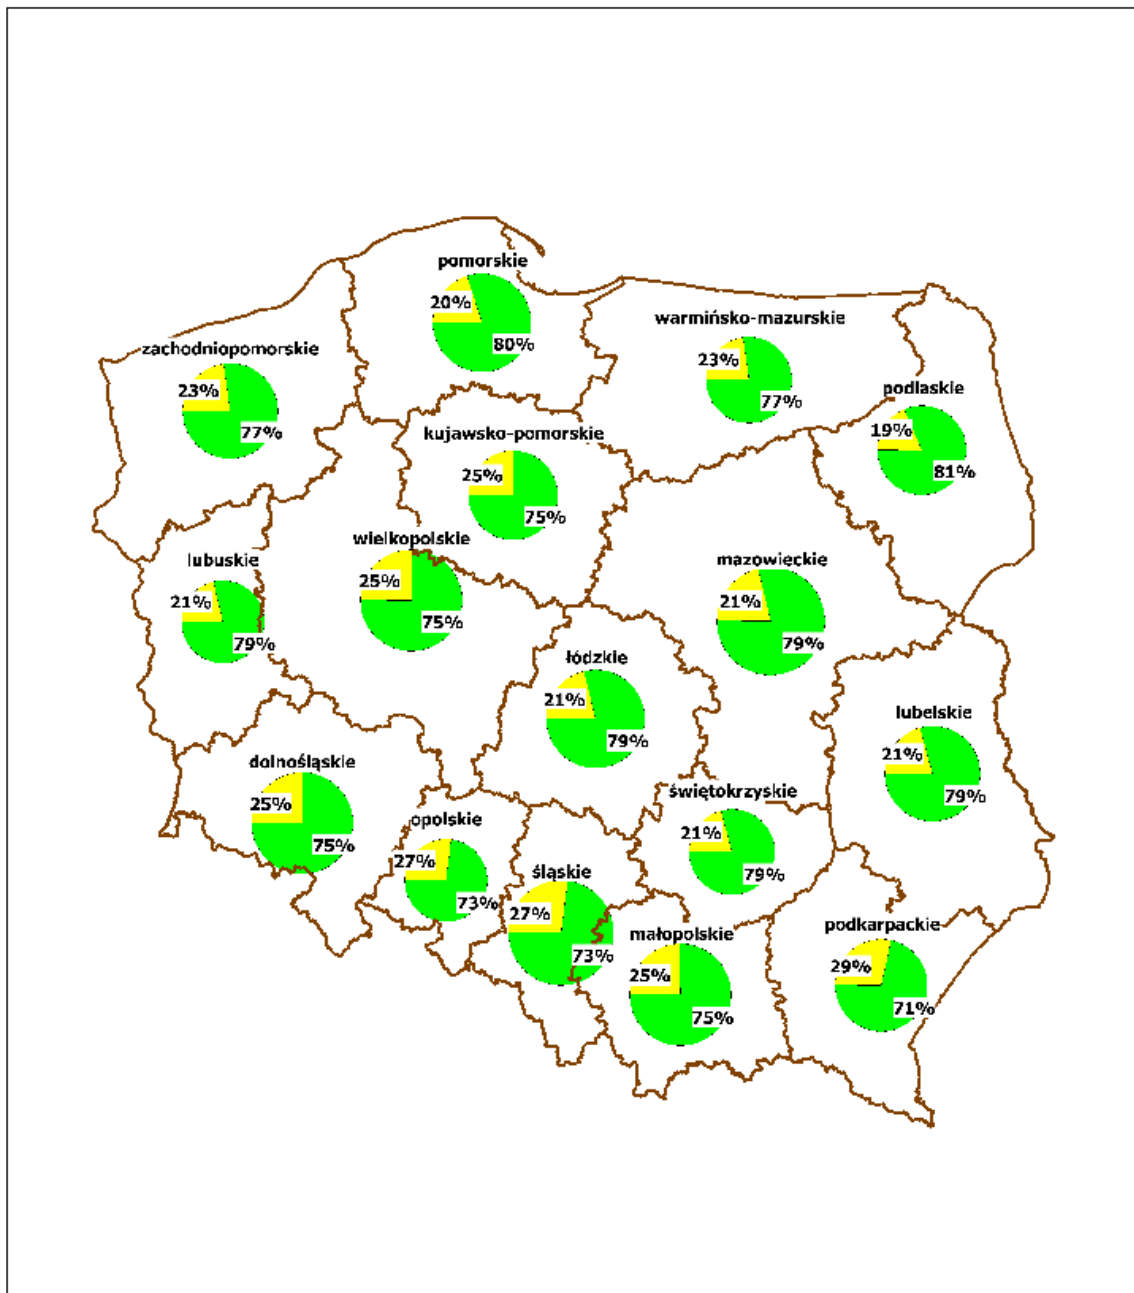 pomorskie
20%
80%
warmińsko-mazurskie
23%
77%
zachodniopomorskie
23%
77%
podlaskie
19%
81%
kujawsko-pomorskie
25%
75%
wielkopolskie
25%
75%
lubuskie
21%
79%
mazowięckie
21%
79%
łódzkie
21%
79%
lubelskie
21%
79%
dolnośląskie
25%
75%
świętokrzyskie
21%
79%
opolskie
27%
73%
śląskie
27%
73%
małopolskie
25%
75%
podkarpackie
29%
71%